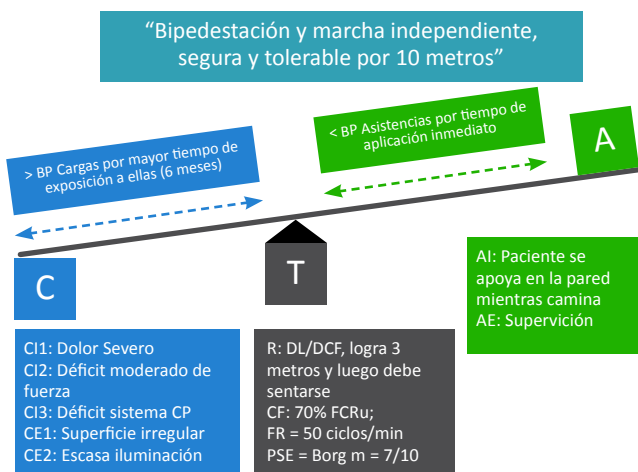 “Bipedestación y marcha independiente,
segura y tolerable por 10 metros”
> BP Cargas por mayor tiempo de
exposición a ellas (6 meses)
< BP Asistencias por tiempo de
aplicación inmediato
A
C
T
AI: Paciente se
apoya en la pared
mientras camina
AE: Supervición
CI1: Dolor Severo
CI2: Déficit moderado de
fuerza
CI3: Déficit sistema CP
CE1: Superficie irregular
CE2: Escasa iluminación
R: DL/DCF, logra 3
metros y luego debe
sentarse
CF: 70% FCRu;
FR = 50 ciclos/min
PSE = Borg m = 7/10